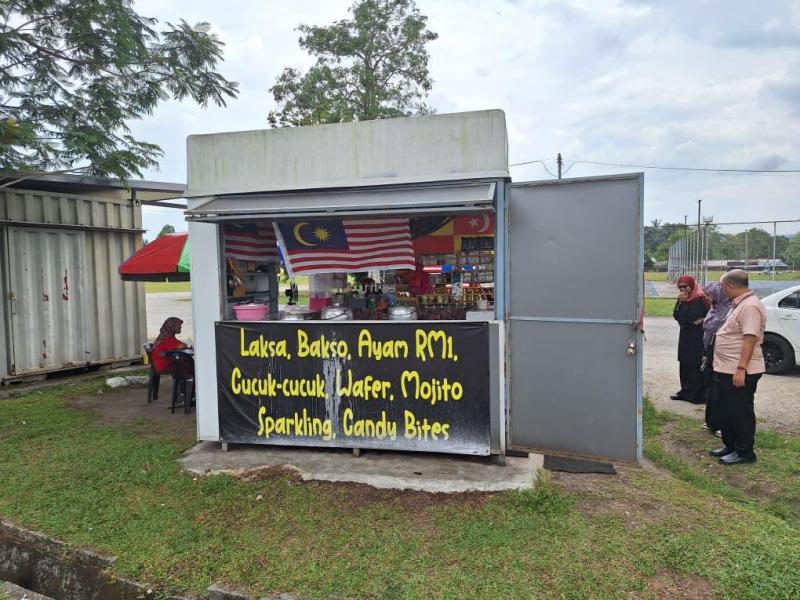 Laksa, Bakso, Ayam RM1,
Cucuk-cucuk, Wafer, Mojito
Sparkling, Candy Bites